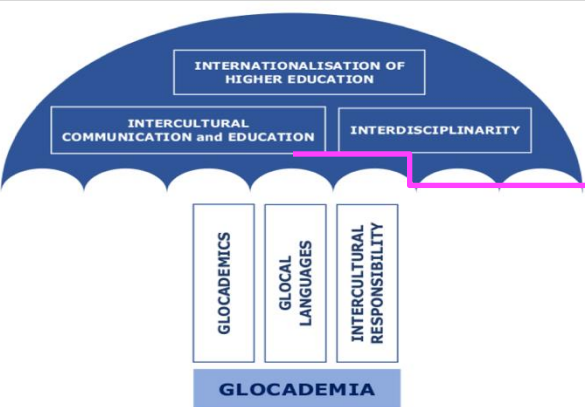 INTERNATIONALISATION OF
HIGHER EDUCATION
INTERCULTURAL
COMMUNICATION and EDUCATION
INTERDISCIPLINARITY
GLOCADEMICS
GLOCAL
LANGUAGES
INTERCULTURAL
RESPONSIBILITY
GLOCADEMIA